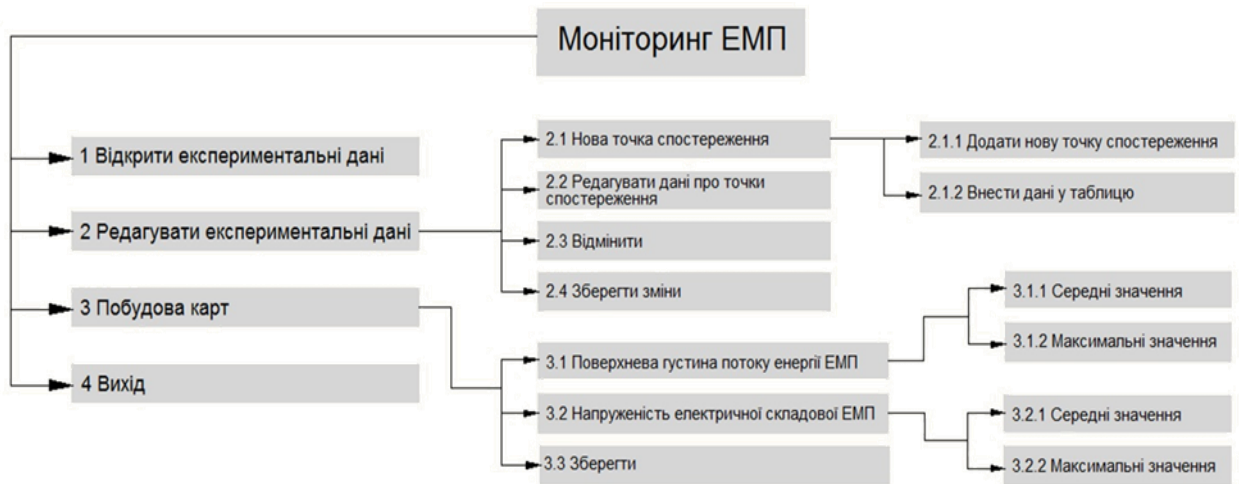 Моніторинг ЕМП
1 Відкрити експериментальні дані
2 Редагувати експериментальні дані
2.1 Нова точка спостереження
2.1.1 Додати нову точку спостереження
2.1.2 Внести дані у таблицю
2.2 Редагувати дані про точки
спостереження
2.3 Відмінити
2.4 Зберегти зміни
3 Побудова карт
3.1 Поверхнева густина потоку енергії ЕМП
3.1.1 Середні значення
3.1.2 Максимальні значення
3.2 Напруженість електричної складової ЕМП
3.2.1 Середні значення
3.2.2 Максимальні значення
3.3 Зберегти
4 Вихід